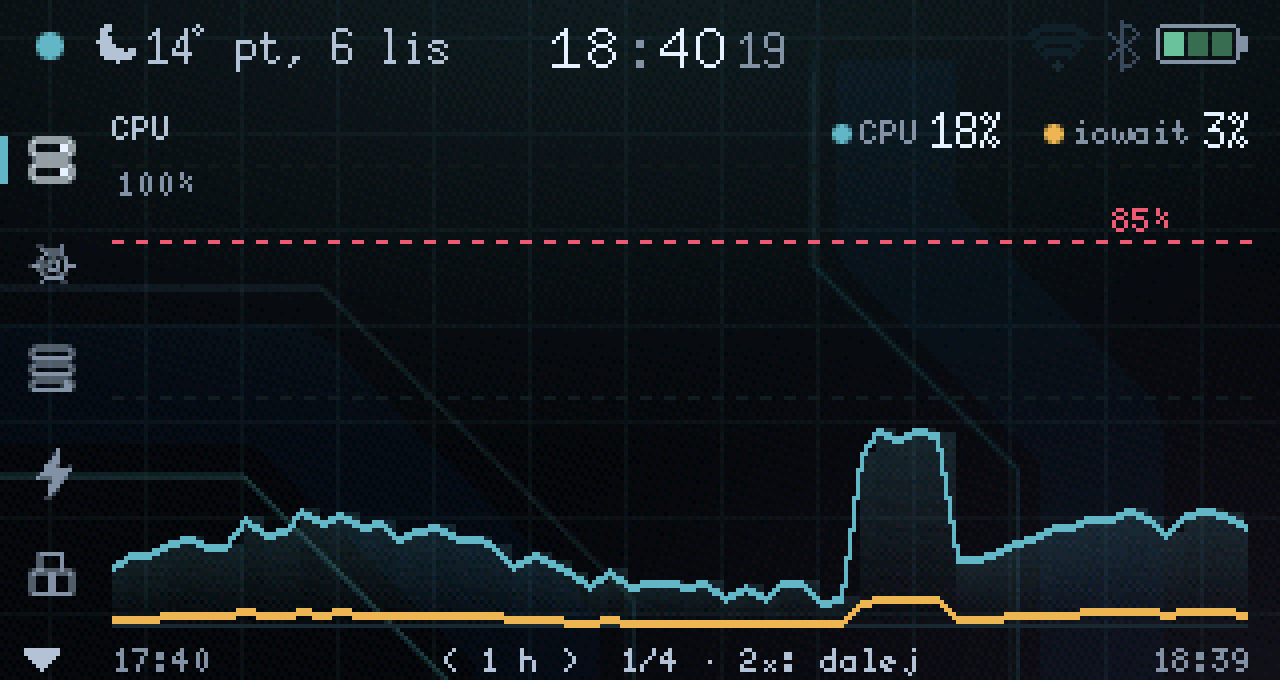 14° pt, 6 lis 18:40 19
CPU
CPU 18% iowait 3%
100%
85%
17:40 < 1 h > 1/4 · 2x: dalej 18:39